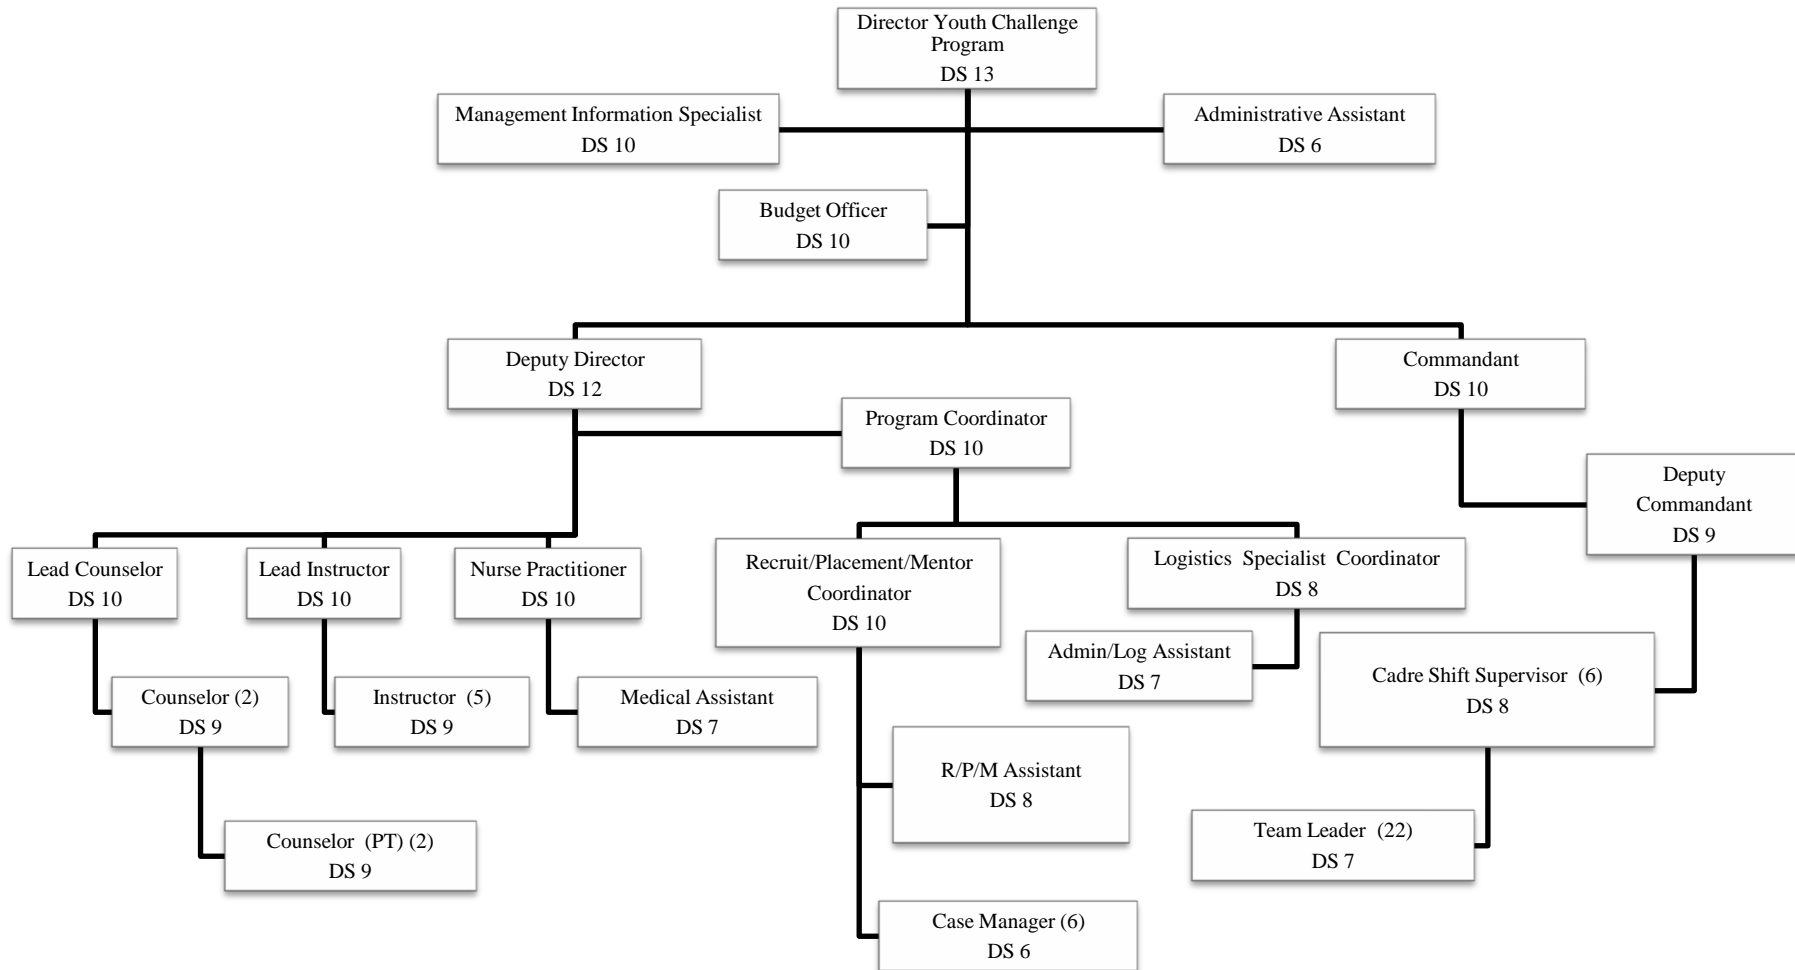 Director Youth Challenge
Program
DS 13
Management Information Specialist
DS 10
Administrative Assistant
DS 6
Budget Officer
DS 10
Deputy Director
DS 12
Commandant
DS 10
Program Coordinator
DS 10
Deputy
Commandant
DS 9
Lead Counselor
DS 10
Lead Instructor
DS 10
Nurse Practitioner
DS 10
Recruit/Placement/Mentor
Coordinator
DS 10
Logistics Specialist Coordinator
DS 8
Admin/Log Assistant
DS 7
Cadre Shift Supervisor (6)
DS 8
Counselor (2)
DS 9
Instructor (5)
DS 9
Medical Assistant
DS 7
R/P/M Assistant
DS 8
Counselor (PT) (2)
DS 9
Team Leader (22)
DS 7
Case Manager (6)
DS 6